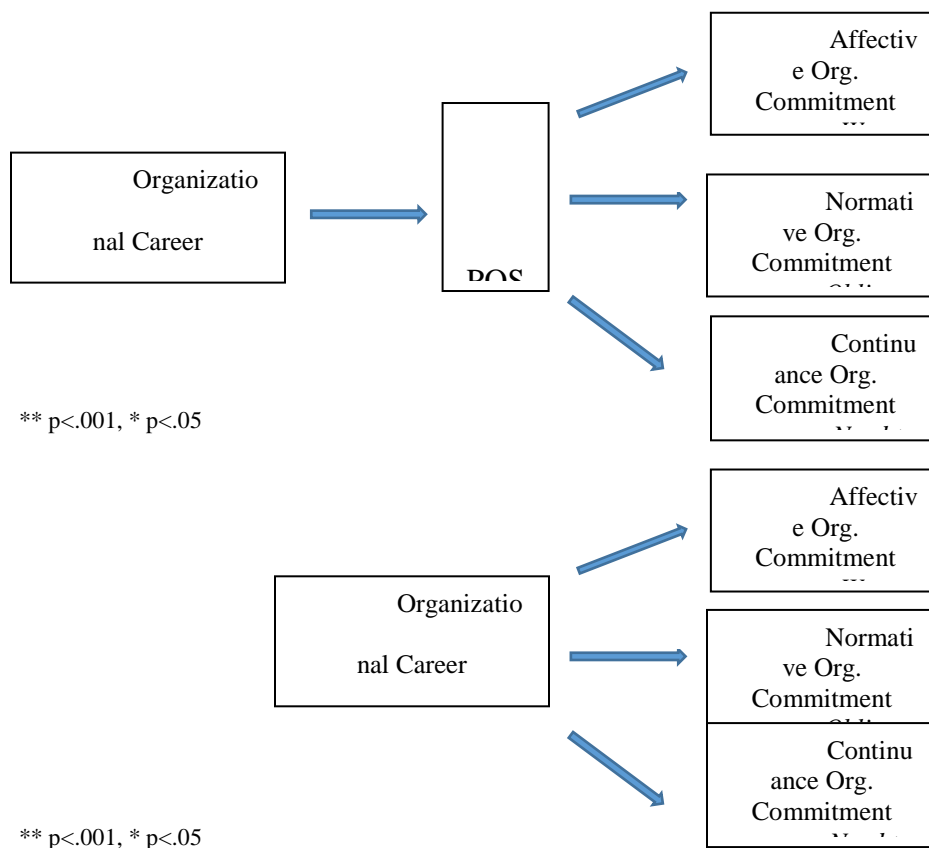 Affectiv
e Org.
Commitment
Organizatio
nal Career
POS
Normati
ve Org.
Commitment
Continu
ance Org.
Commitment
** p<.001, * p<.05
Affectiv
e Org.
Commitment
Organizatio
nal Career
Normati
ve Org.
Commitment
Continu
ance Org.
Commitment
** p<.001, * p<.05